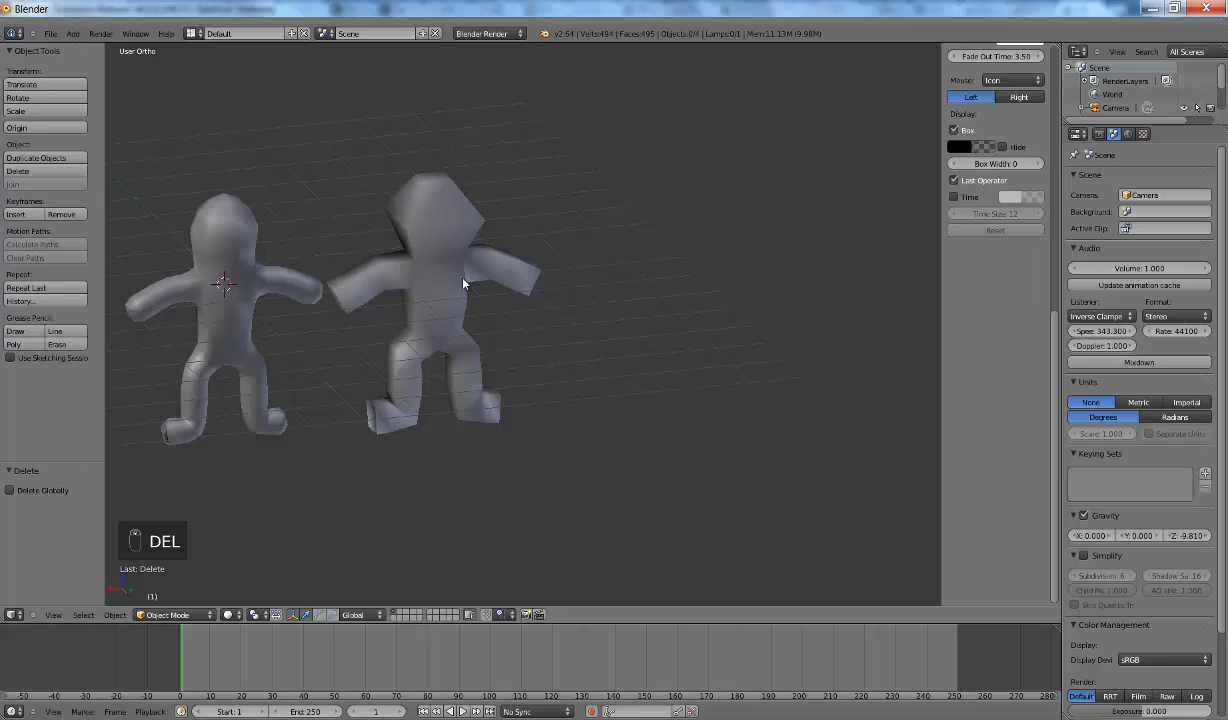 Blender
File Add Render Window Help Default Scene Blender Render v2.64 | Verts:494 | Faces:495 | Objects:0/4 | Lamps:0/1 | Mem:11.13M (9.98M)
View Search All Scenes
Object Tools
Transform:
Translate
Rotate
Scale
Origin
Object:
Duplicate Objects
Delete
Join
Keyframes:
Insert Remove
Motion Paths:
Calculate Paths
Clear Paths
Repeat:
Repeat Last
History...
Grease Pencil:
Draw Line
Poly Erase
Use Sketching Sessio
Delete
Delete Globally
User Ortho
DEL
Last: Delete
(1)
View Select Object Object Mode Global
Fade Out Time: 3.50
Mouse: Icon
Left Right
Display:
Box
Hide
Box Width: 0
Last Operator
Time
Time Size: 12
Reset
Scene
RenderLayers
World
Camera
Scene
Scene
Camera: Camera
Background:
Active Clip:
Audio
Volume: 1.000
Update animation cache
Listener: Format:
Inverse Clampe Stereo
Spee: 343.300 Rate: 44100
Doppler: 1.000
Mixdown
Units
None Metric Imperial
Degrees Radians
Scale: 1.000 Separate Units
Keying Sets
Gravity
X: 0.000 Y: 0.000 Z: -9.810
Simplify
Subdivision: 6 Shadow Sa: 16
Child Pa: 1.000 AO and: 1.000
Skip Quad to Tri
Color Management
Display:
Display Devi sRGB
Render:
Default RRT Film Raw Log
Exposure: 0.000
-50 -40 -30 -20 -10 0 10 20 30 40 50 60 70 80 90 100 110 120 130 140 150 160 170 180 190 200 210 220 230 240 250 260 270 280
View Marker Frame Playback Start: 1 End: 250 1 No Sync